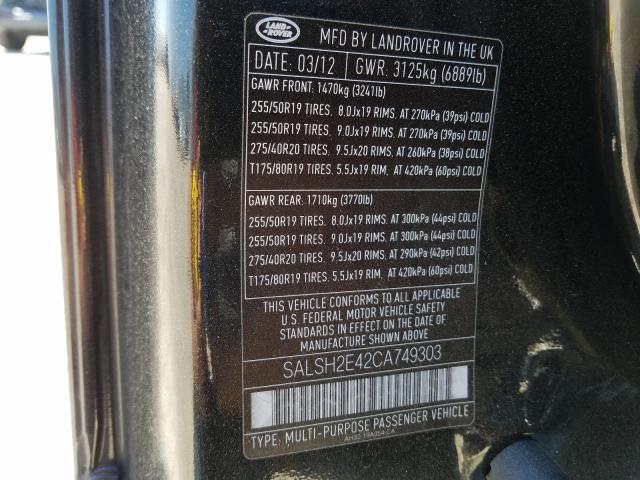 LAND
ROVER
MFD BY LANDROVER IN THE UK
DATE: 03/12 GWR: 3125kg (6889lb)
GAWR FRONT: 1470kg (3241lb)
255/50R19 TIRES. 8.0Jx19 RIMS. AT 270kPa (39psi) COLD
255/50R19 TIRES. 9.0Jx19 RIMS. AT 270kPa (39psi) COLD
275/40R20 TIRES. 9.5Jx20 RIMS. AT 260kPa (38psi) COLD
T175/80R19 TIRES. 5.5Jx19 RIM. AT 420kPa (60psi) COLD
GAWR REAR: 1710kg (3770lb)
255/50R19 TIRES. 8.0Jx19 RIMS. AT 300kPa (44psi) COLD
255/50R19 TIRES. 9.0Jx19 RIMS. AT 300kPa (44psi) COLD
275/40R20 TIRES. 9.5Jx20 RIMS. AT 290kPa (42psi) COLD
T175/80R19 TIRES. 5.5Jx19 RIM. AT 420kPa (60psi) COLD
THIS VEHICLE CONFORMS TO ALL APPLICABLE
U.S. FEDERAL MOTOR VEHICLE SAFETY
STANDARDS IN EFFECT ON THE DATE OF
MANUFACTURE SHOWN ABOVE
SALSH2E42CA749303
TYPE: MULTI-PURPOSE PASSENGER VEHICLE
AH32-19A054-CA